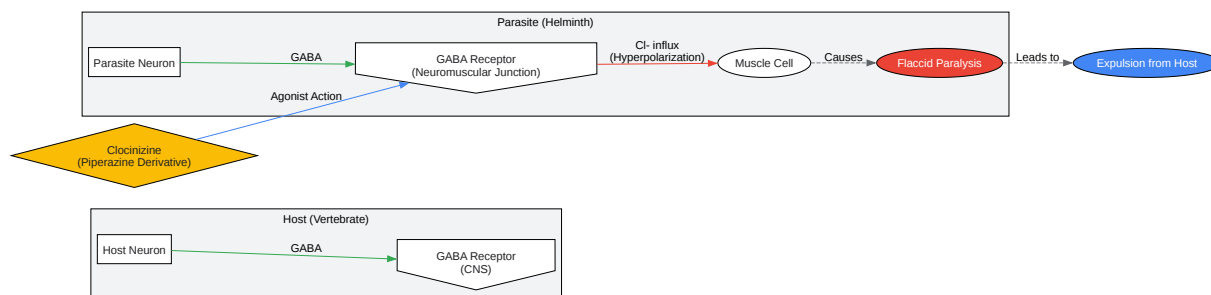 Parasite (Helminth)
Parasite Neuron
GABA
GABA Receptor
(Neuromuscular Junction)
Cl- influx
(Hyperpolarization)
Muscle Cell
Causes
Flaccid Paralysis
Leads to
Expulsion from Host
Agonist Action
Clocinizine
(Piperazine Derivative)
Host (Vertebrate)
Host Neuron
GABA
GABA Receptor
(CNS)